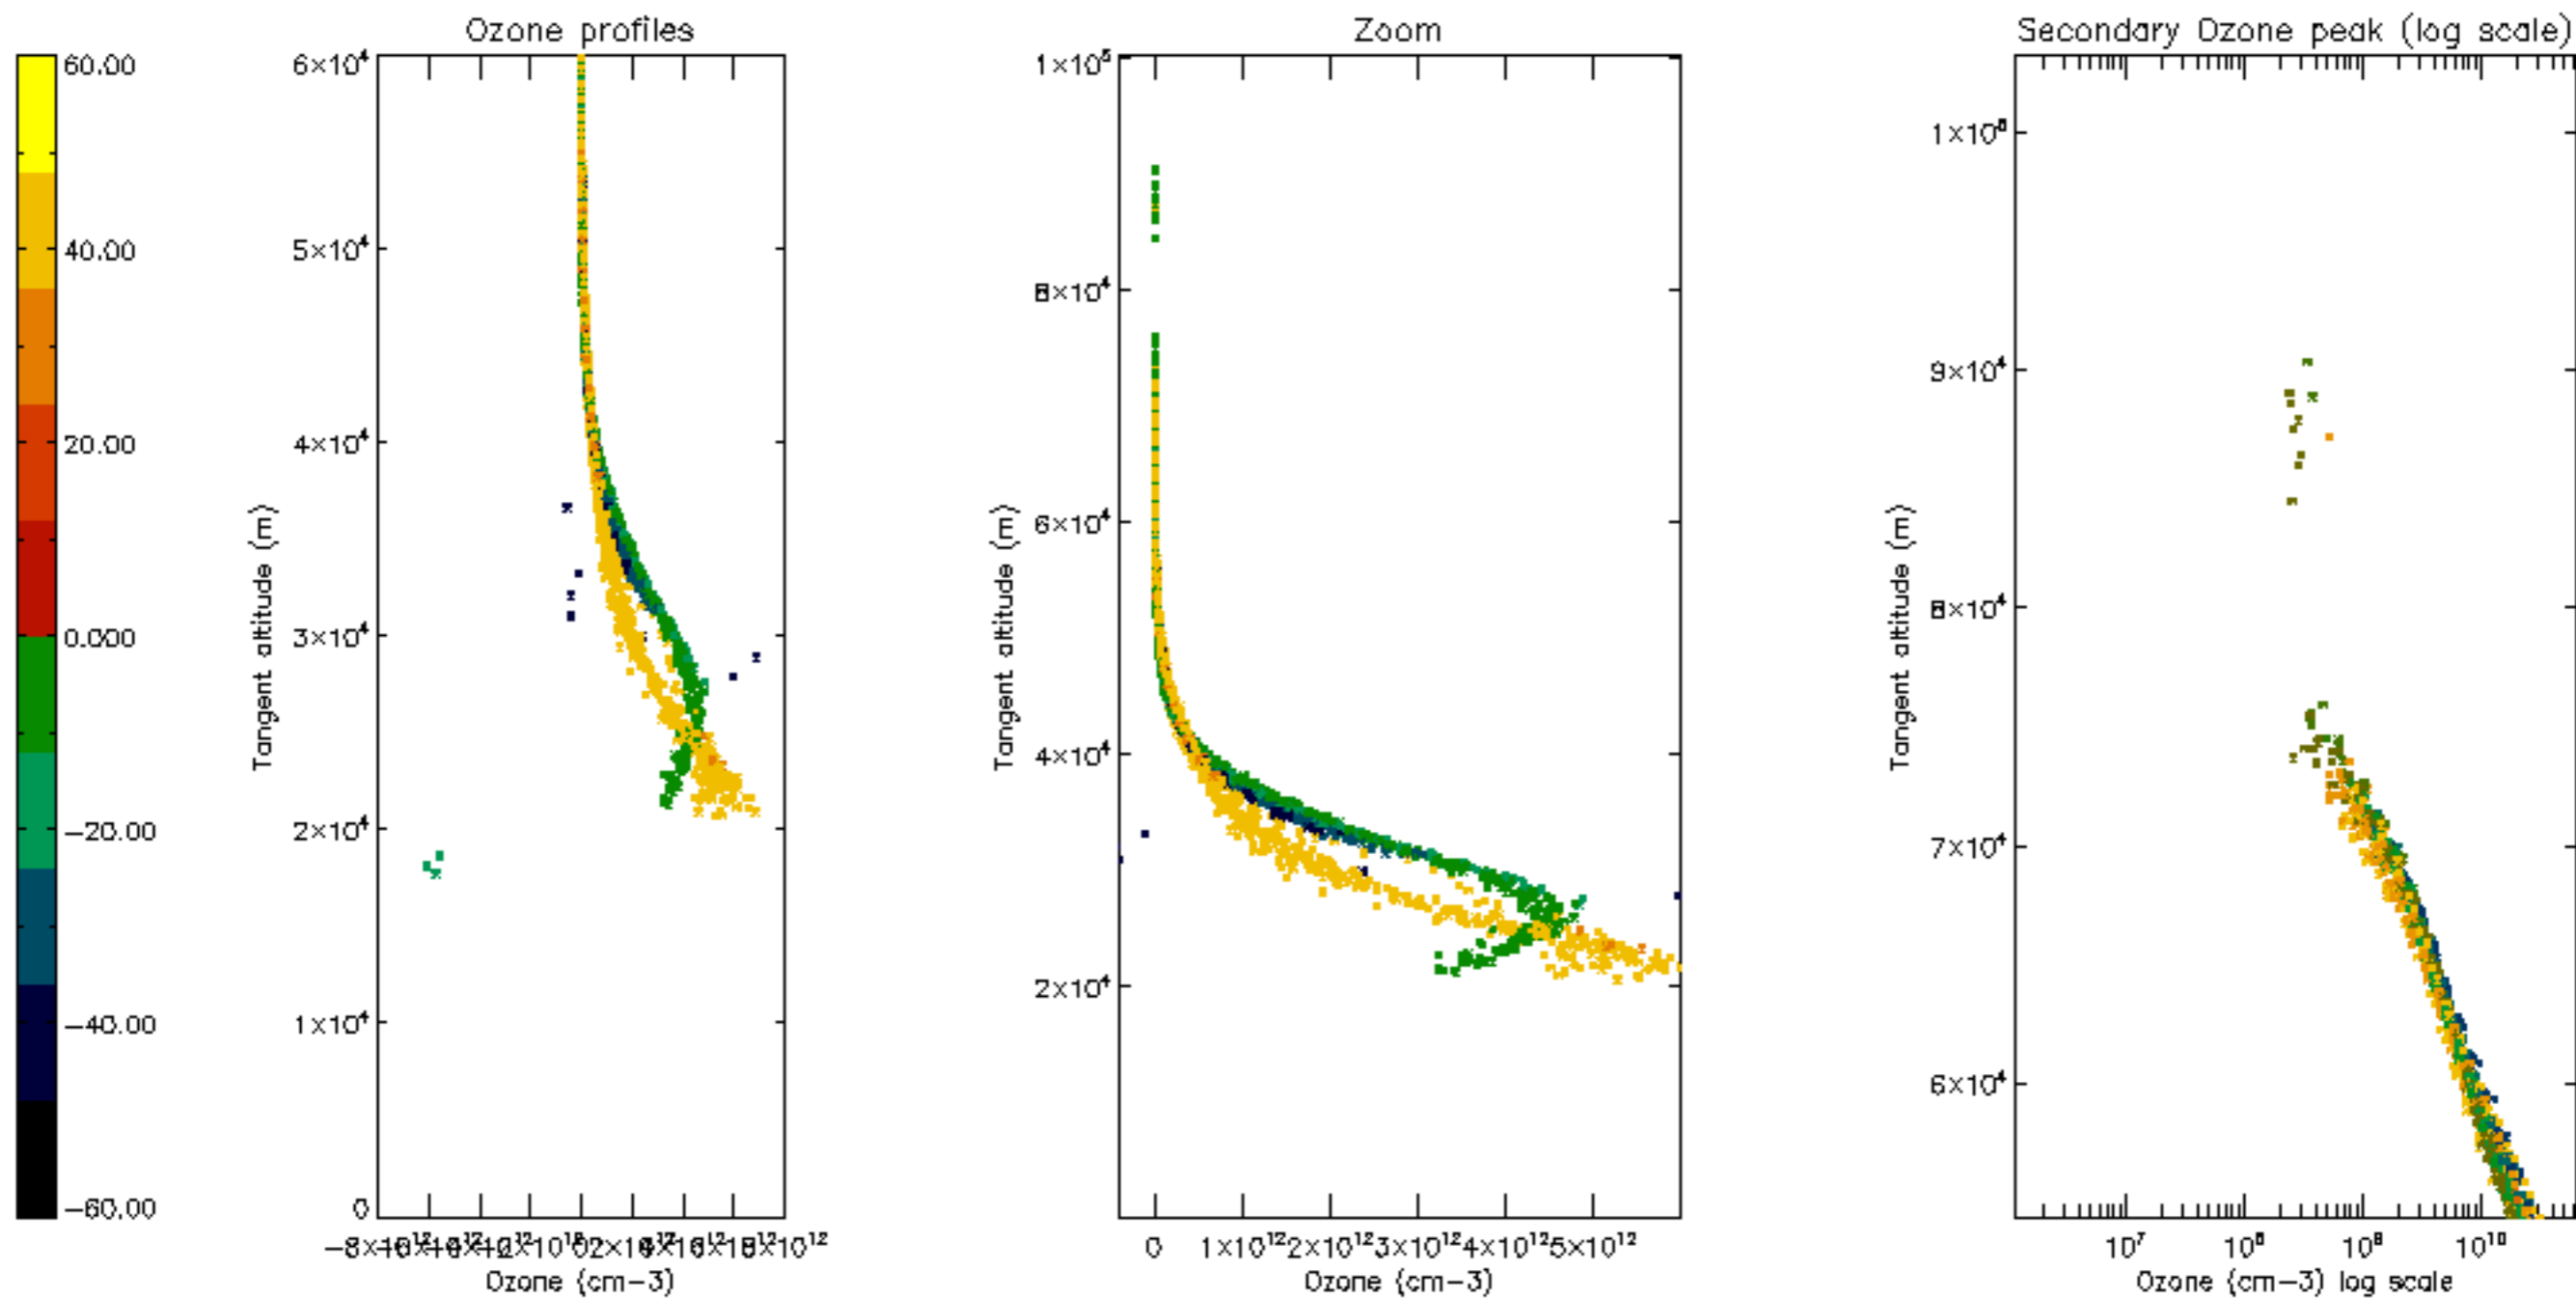 Ozone profiles
Zoom
Secondary Ozone peak (log scale)
60.00
40.00
20.00
0.000
-20.00
-40.00
-60.00
6×10⁴
5×10⁴
4×10⁴
3×10⁴
2×10⁴
1×10⁴
0
Tangent altitude (m)
Ozone (cm-3)
1×10⁵
8×10⁴
6×10⁴
4×10⁴
2×10⁴
Tangent altitude (m)
0 1×10¹² 2×10¹² 3×10¹² 4×10¹² 5×10¹²
Ozone (cm-3)
9×10⁴
8×10⁴
7×10⁴
6×10⁴
Tangent altitude (m)
10⁷ 10⁸ 10⁹ 10¹⁰
Ozone (cm-3) log scale